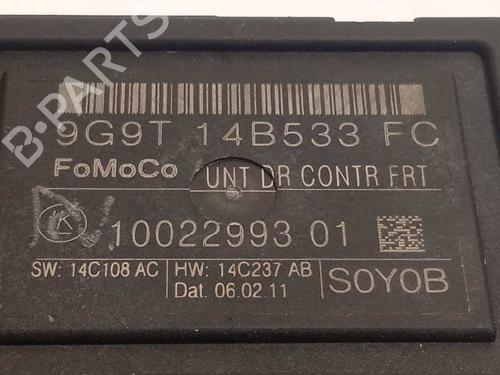 9G9T 14B533 FC
FoMoCo UNT DR CONTR FRT
K 10022993 01
SW: 14C108 AC HW: 14C237 AB
Dat. 06.02.11
SOYOB
B-PARTS